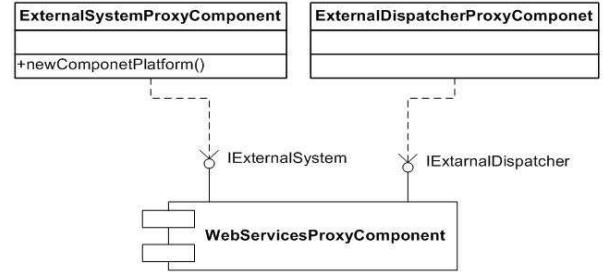 ExternalSystemProxyComponent
ExternalDispatcherProxyComponet
+newComponetPlatform()
IExternalSystem
IExtarnalDispatcher
WebServicesProxyComponent